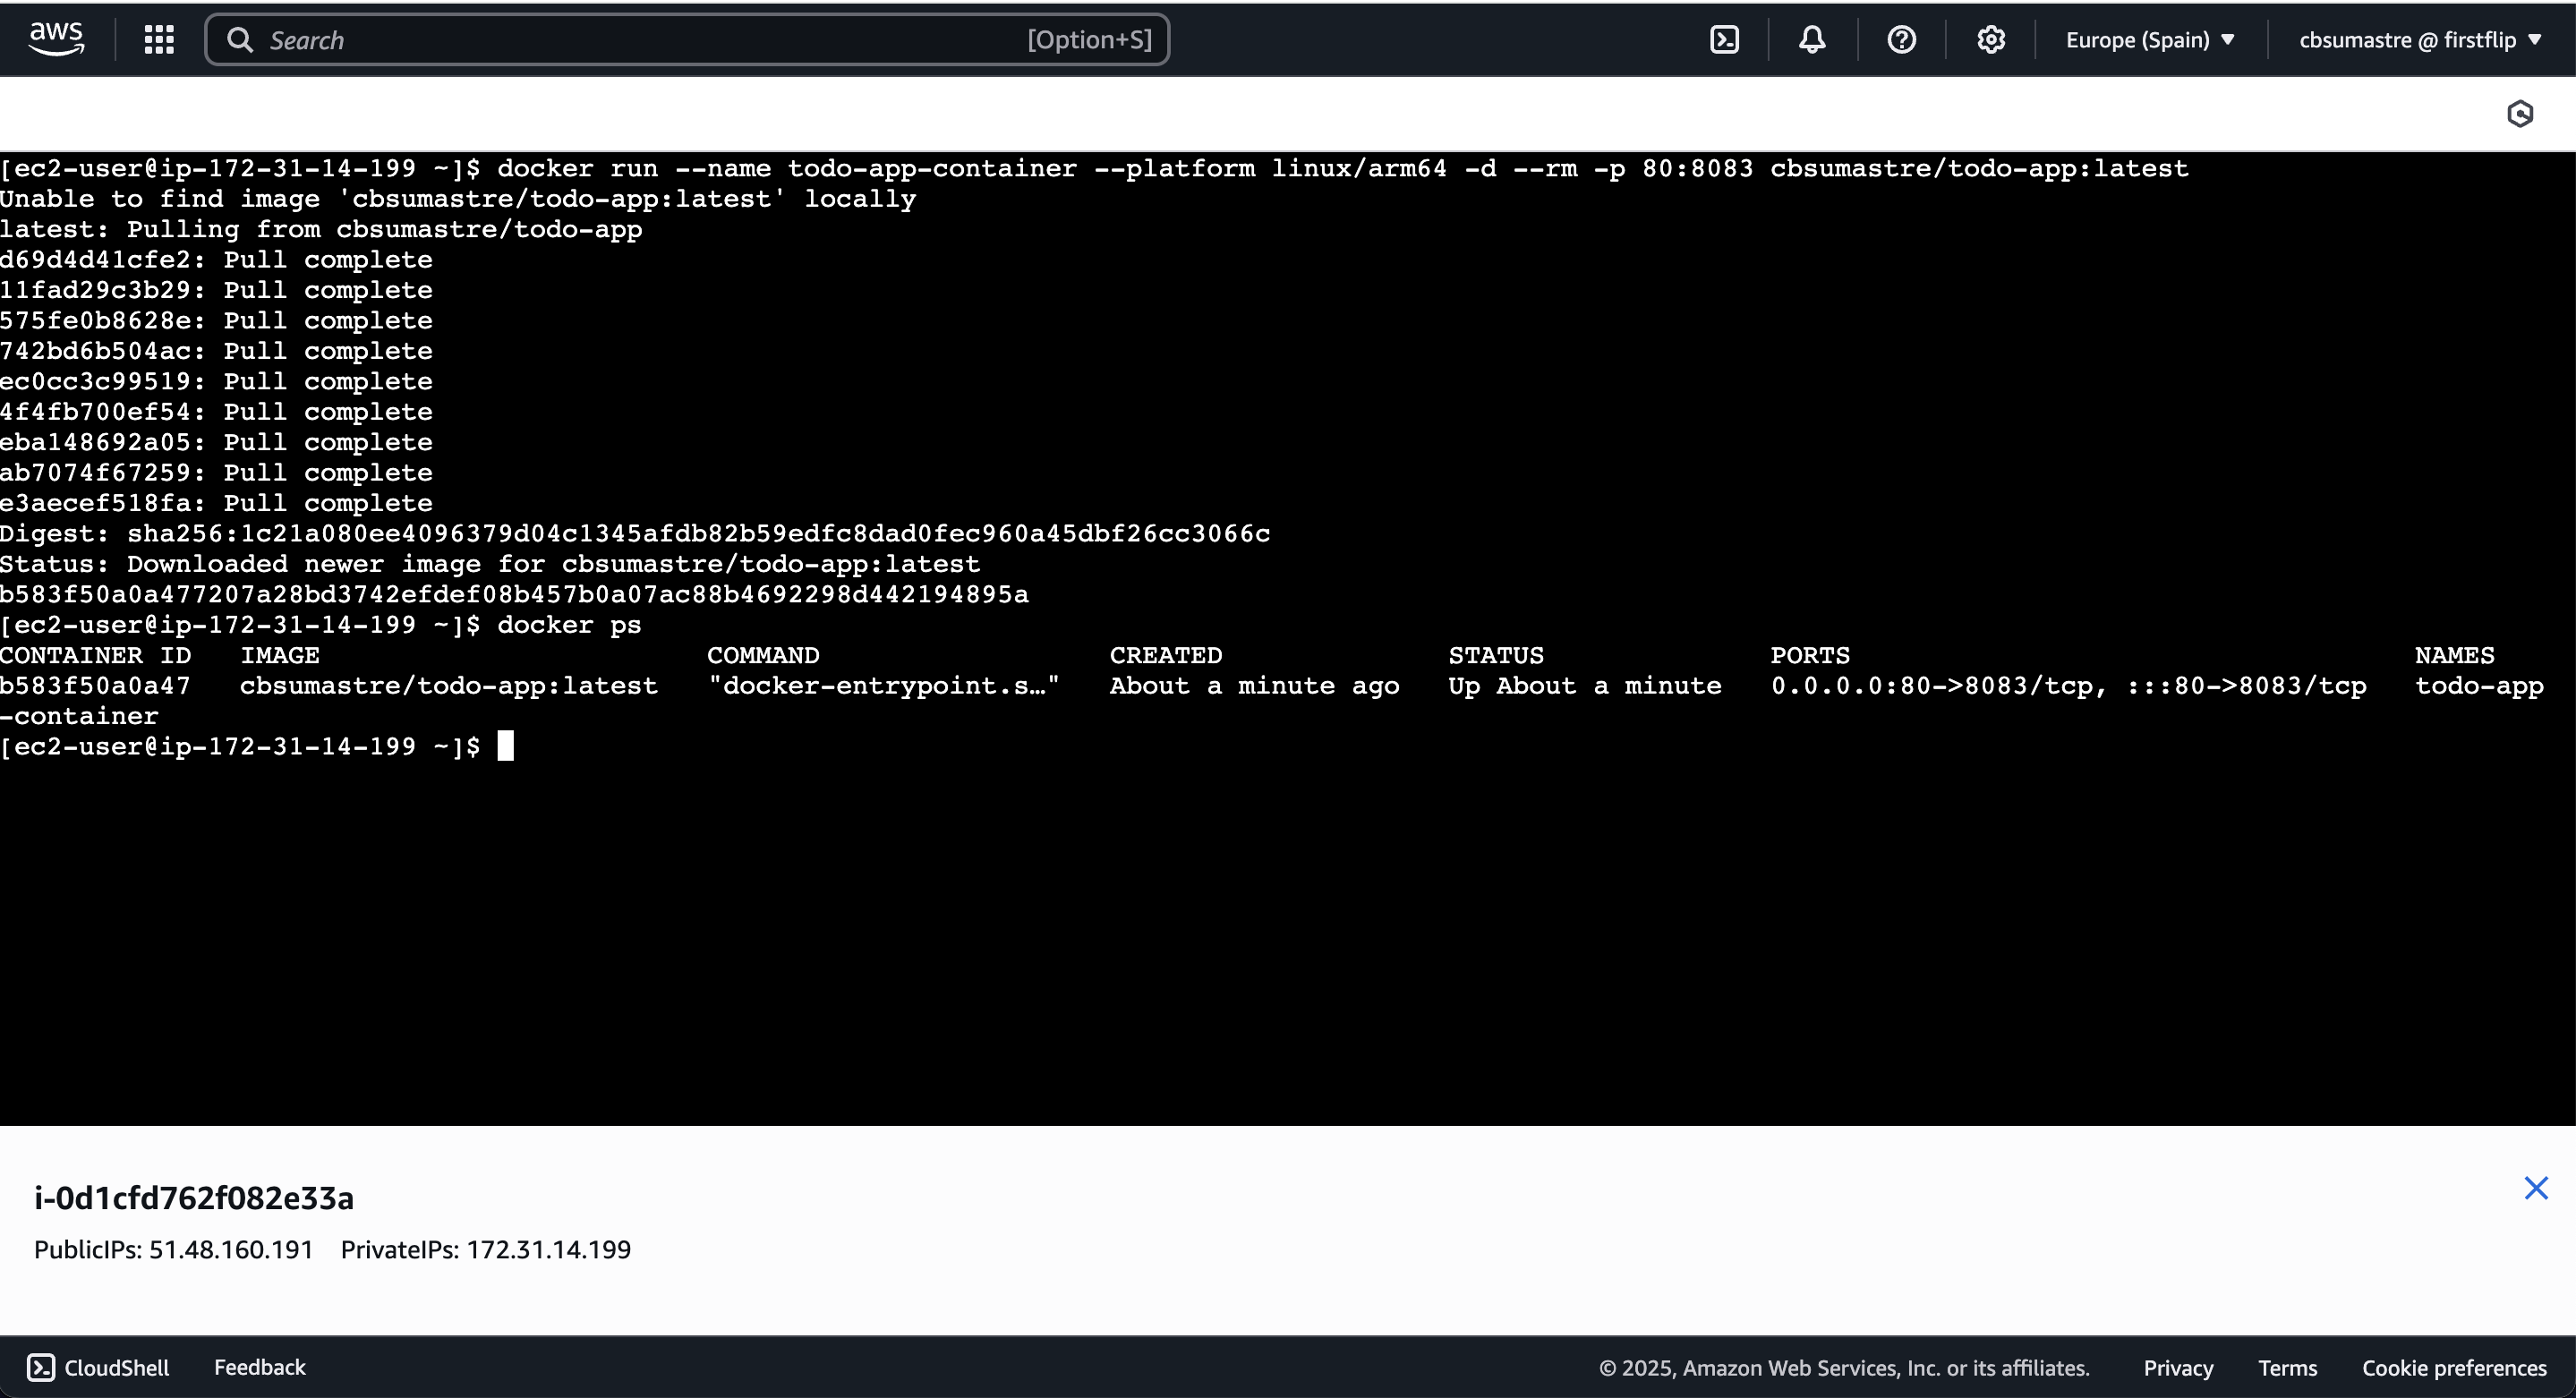 aws
Search [Option+S] Europe (Spain) cbsumastre @ firstflip
[ec2-user@ip-172-31-14-199 ~]$ docker run --name todo-app-container --platform linux/arm64 -d --rm -p 80:8083 cbsumastre/todo-app:latest
Unable to find image 'cbsumastre/todo-app:latest' locally
latest: Pulling from cbsumastre/todo-app
d69d4d41cfe2: Pull complete
11fad29c3b29: Pull complete
575fe0b8628e: Pull complete
742bd6b504ac: Pull complete
ec0cc3c99519: Pull complete
4f4fb700ef54: Pull complete
eba148692a05: Pull complete
ab7074f67259: Pull complete
e3aecef518fa: Pull complete
Digest: sha256:1c21a080ee4096379d04c1345afdb82b59edfc8dad0fec960a45dbf26cc3066c
Status: Downloaded newer image for cbsumastre/todo-app:latest
b583f50a0a477207a28bd3742efdef08b457b0a07ac88b4692298d442194895a
[ec2-user@ip-172-31-14-199 ~]$ docker ps
CONTAINER ID IMAGE COMMAND CREATED STATUS PORTS NAMES
b583f50a0a47 cbsumastre/todo-app:latest "docker-entrypoint.s…" About a minute ago Up About a minute 0.0.0.0:80->8083/tcp, :::80->8083/tcp todo-app
-container
[ec2-user@ip-172-31-14-199 ~]$
i-0d1cfd762f082e33a
PublicIPs: 51.48.160.191 PrivateIPs: 172.31.14.199
CloudShell Feedback © 2025, Amazon Web Services, Inc. or its affiliates. Privacy Terms Cookie preferences